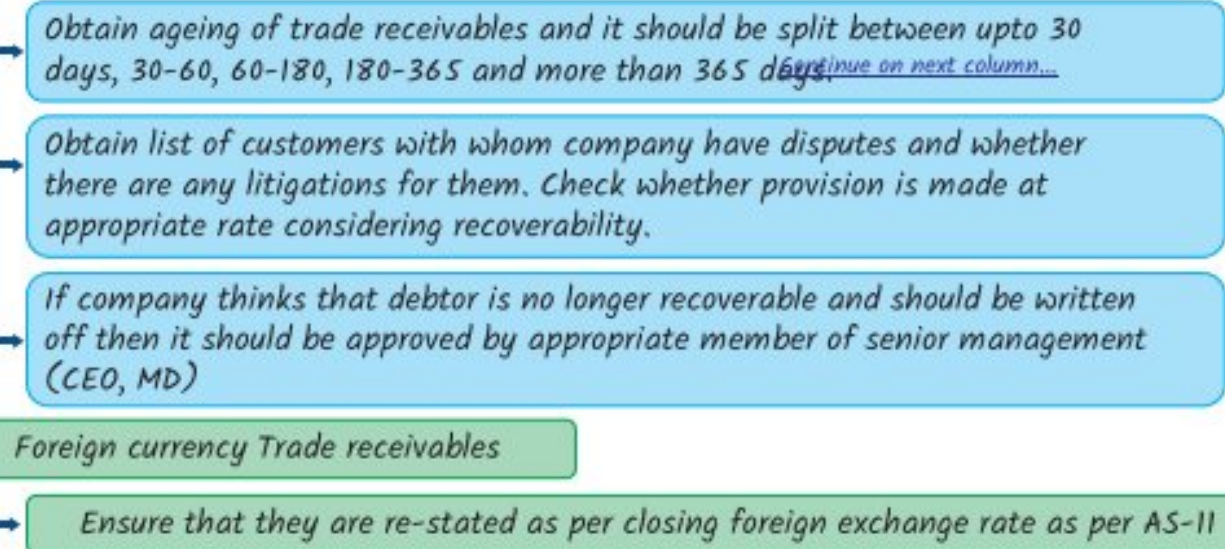 Obtain ageing of trade receivables and it should be split between upto 30
days, 30-60, 60-180, 180-365 and more than 365 days.
Continue on next column...
Obtain list of customers with whom company have disputes and whether
there are any litigations for them. Check whether provision is made at
appropriate rate considering recoverability.
If company thinks that debtor is no longer recoverable and should be written
off then it should be approved by appropriate member of senior management
(CEO, MD)
Foreign currency Trade receivables
Ensure that they are re-stated as per closing foreign exchange rate as per AS-11